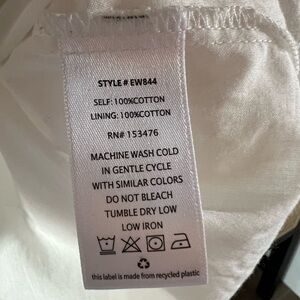 STYLE # EW844
SELF: 100%COTTON
LINING: 100%COTTON
RN# 153476
MACHINE WASH COLD
IN GENTLE CYCLE
WITH SIMILAR COLORS
DO NOT BLEACH
TUMBLE DRY LOW
LOW IRON
this label is made from recycled plastic